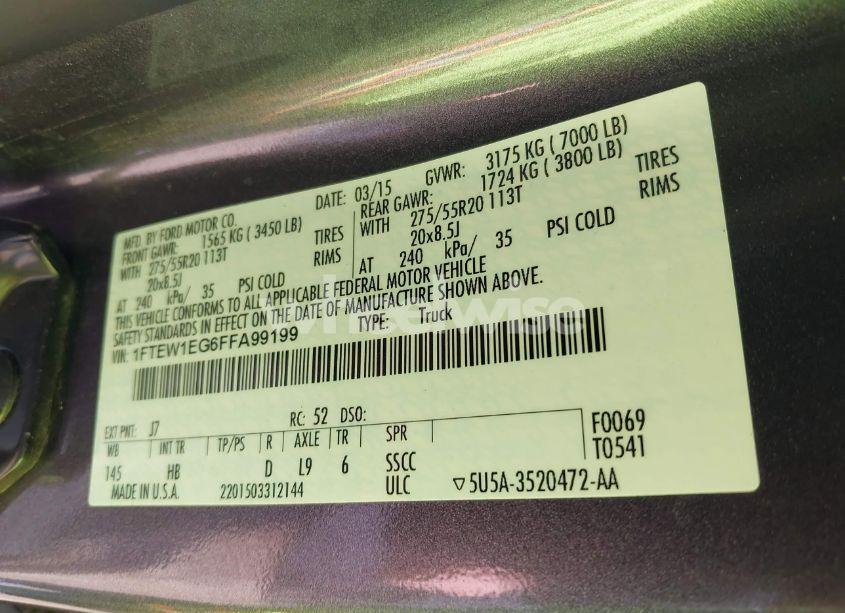 MFD. BY FORD MOTOR CO.
DATE: 03/15 GVWR: 3175 KG ( 7000 LB)
FRONT GAWR: 1565 KG ( 3450 LB) REAR GAWR: 1724 KG ( 3800 LB)
WITH 275/55R20 113T TIRES WITH 275/55R20 113T TIRES
20x8.5J RIMS 20x8.5J RIMS
AT 240 kPa/ 35 PSI COLD AT 240 kPa/ 35 PSI COLD
THIS VEHICLE CONFORMS TO ALL APPLICABLE FEDERAL MOTOR VEHICLE
SAFETY STANDARDS IN EFFECT ON THE DATE OF MANUFACTURE SHOWN ABOVE.
VIN: 1FTEW1EG6FFA99199 TYPE: Truck
EXT PNT: J7 RC: 52 DSO: F0069
WB INT TR TP/PS R AXLE TR SPR T0541
145 HB D L9 6 SSCC
MADE IN U.S.A. 2201503312144 ULC ▽5U5A-3520472-AA